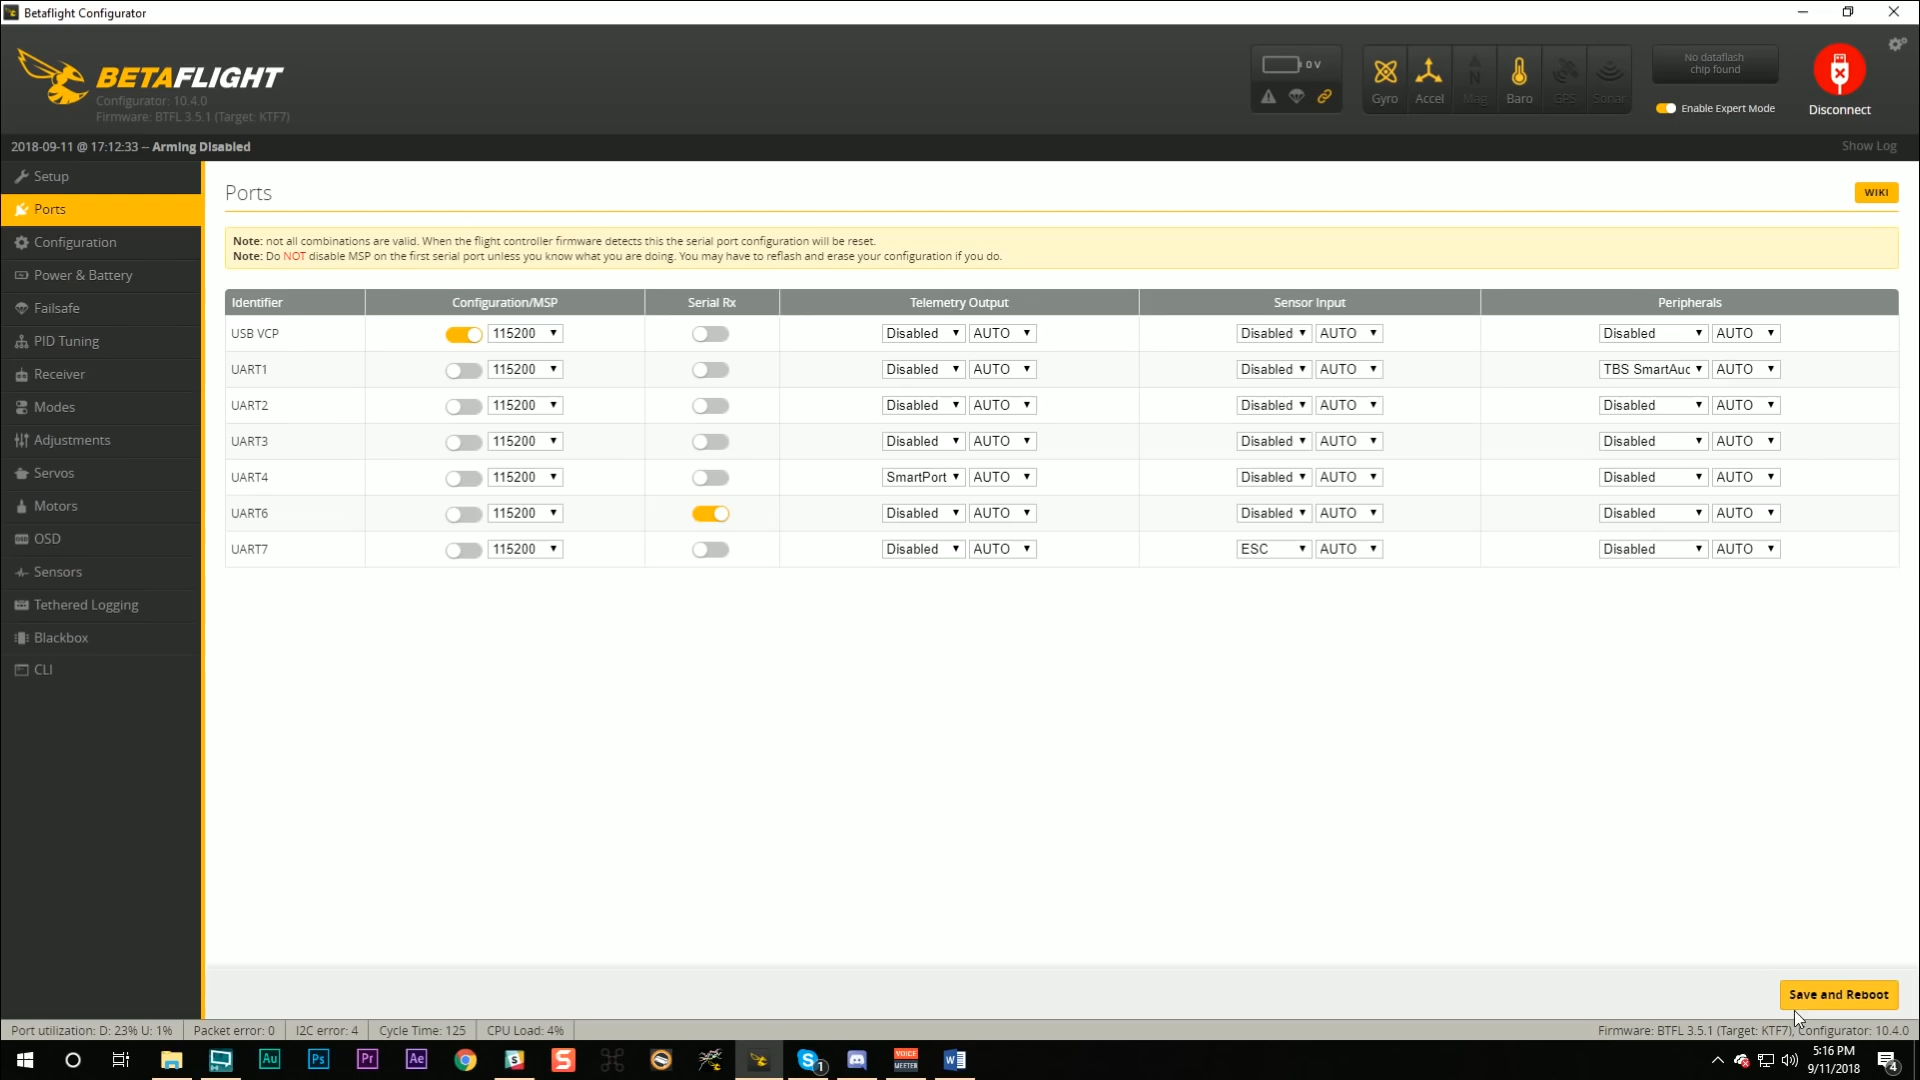 Betaflight Configurator
BETAFLIGHT
Configurator: 10.4.0
Firmware: BTFL 3.5.1 (Target: KTF7)
0 V
Gyro Accel Mag Baro GPS Sonar
No dataflash
chip found
Enable Expert Mode
Disconnect
2018-09-11 @ 17:12:33 -- Arming Disabled
Show Log
Setup
Ports
Configuration
Power & Battery
Failsafe
PID Tuning
Receiver
Modes
Adjustments
Servos
Motors
OSD
Sensors
Tethered Logging
Blackbox
CLI
Ports
WIKI
Note: not all combinations are valid. When the flight controller firmware detects this the serial port configuration will be reset.
Note: Do NOT disable MSP on the first serial port unless you know what you are doing. You may have to reflash and erase your configuration if you do.
Identifier Configuration/MSP Serial Rx Telemetry Output Sensor Input Peripherals
USB VCP 115200 Disabled AUTO Disabled AUTO Disabled AUTO
UART1 115200 Disabled AUTO Disabled AUTO TBS SmartAuc AUTO
UART2 115200 Disabled AUTO Disabled AUTO Disabled AUTO
UART3 115200 Disabled AUTO Disabled AUTO Disabled AUTO
UART4 115200 SmartPort AUTO Disabled AUTO Disabled AUTO
UART6 115200 Disabled AUTO Disabled AUTO Disabled AUTO
UART7 115200 Disabled AUTO ESC AUTO Disabled AUTO
Save and Reboot
Port utilization: D: 23% U: 1% Packet error: 0 I2C error: 4 Cycle Time: 125 CPU Load: 4%
Firmware: BTFL 3.5.1 (Target: KTF7), Configurator: 10.4.0
Au Ps Pr Ae S S S 1 VOICE MEETER W
5:16 PM
9/11/2018
4